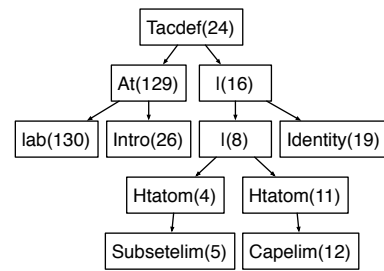 Tacdef(24)
At(129) l(16)
lab(130) Intro(26) l(8) Identity(19)
Htatom(4) Htatom(11)
Subsetelim(5) Capelim(12)